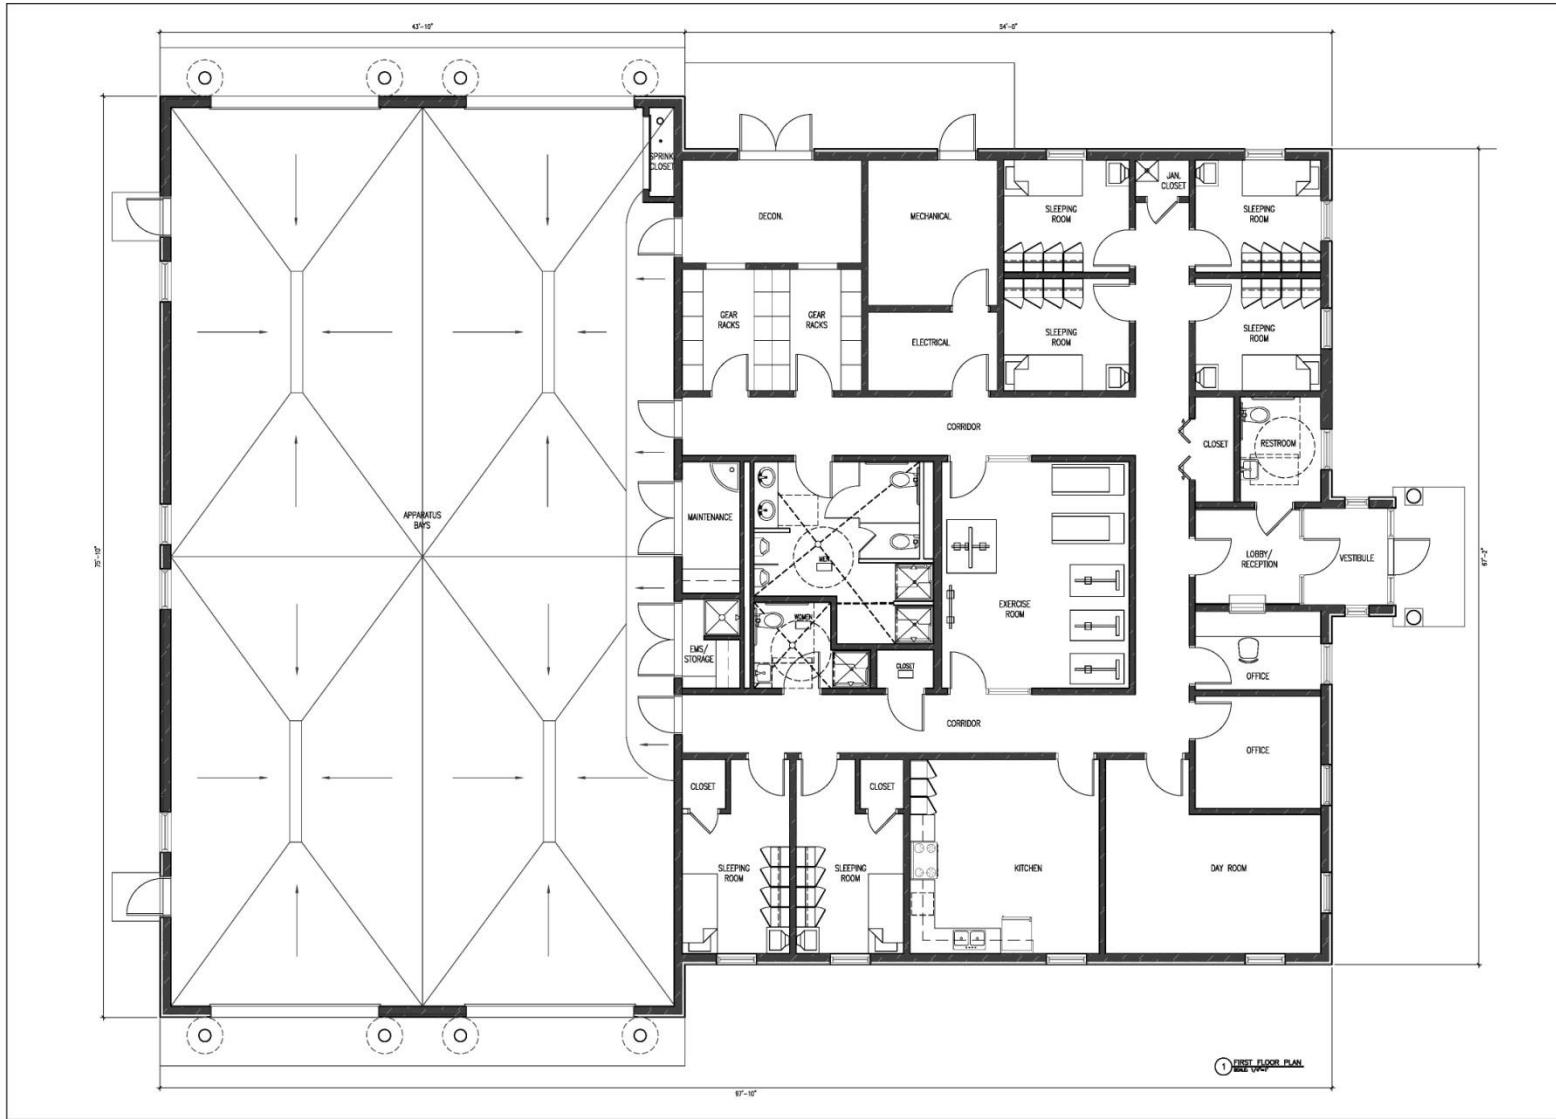 43'-10"
54'-0"
SPRINK.
CLOSET
JAN.
CLOSET
SLEEPING
ROOM
SLEEPING
ROOM
DECON.
MECHANICAL
GEAR
RACKS
GEAR
RACKS
ELECTRICAL
SLEEPING
ROOM
SLEEPING
ROOM
CORRIDOR
CLOSET
RESTROOM
APPARATUS
BAYS
MAINTENANCE
MEN
LOBBY/
RECEPTION
VESTIBULE
75'-10"
67'-2"
EXERCISE
ROOM
WOMEN
EMS/
STORAGE
CLOSET
OFFICE
CORRIDOR
OFFICE
CLOSET
CLOSET
SLEEPING
ROOM
SLEEPING
ROOM
KITCHEN
DAY ROOM
1
FIRST FLOOR PLAN
97'-10"